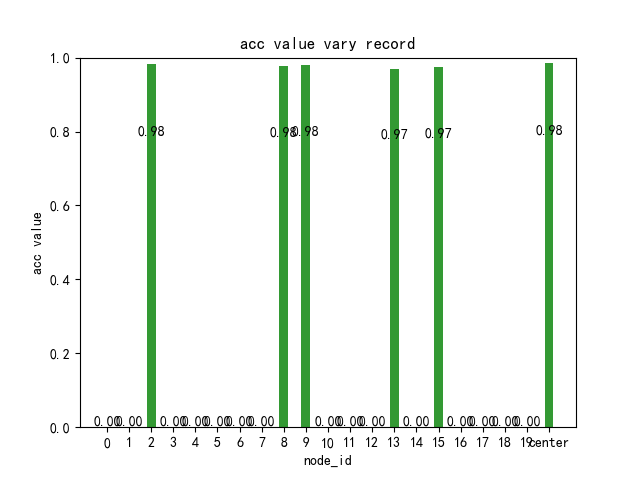 acc value vary record
1.0
0.8
0.6
0.4
0.2
0.0
acc value
0.98 0.98 0.98 0.97 0.97 0.98
0.00 0.00 0.00 0.00 0.00 0.00 0.00 0.00 0.00 0.00 0.00 0.00 0.00 0.00 0.00
0 1 2 3 4 5 6 7 8 9 10 11 12 13 14 15 16 17 18 19 center
node_id